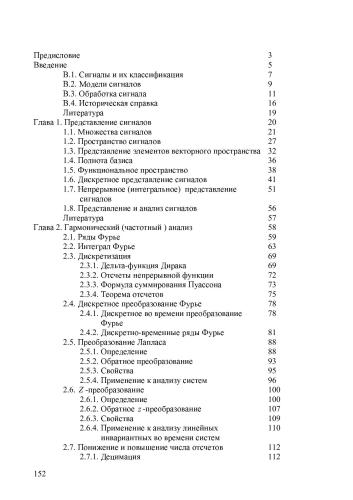 Предисловие 3
Введение 5
В.1. Сигналы и их классификация 7
В.2. Модели сигналов 9
В.3. Обработка сигнала 11
В.4. Историческая справка 16
Литература 19
Глава 1. Представление сигналов 20
1.1. Множества сигналов 21
1.2. Пространство сигналов 27
1.3. Представление элементов векторного пространства 32
1.4. Полнота базиса 36
1.5. Функциональное пространство 38
1.6. Дискретное представление сигналов 41
1.7. Непрерывное (интегральное) представление 51
сигналов
1.8. Представление и анализ сигналов 56
Литература 57
Глава 2. Гармонический (частотный ) анализ 58
2.1. Ряды Фурье 59
2.2. Интеграл Фурье 63
2.3. Дискретизация 69
2.3.1. Дельта-функция Дирака 69
2.3.2. Отсчеты непрерывной функции 72
2.3.3. Формула суммирования Пуассона 73
2.3.4. Теорема отсчетов 75
2.4. Дискретное преобразование Фурье 78
2.4.1. Дискретное во времени преобразование 78
Фурье
2.4.2. Дискретно-временные ряды Фурье 81
2.5. Преобразование Лапласа 88
2.5.1. Определение 88
2.5.2. Обратное преобразование 93
2.5.3. Свойства 95
2.5.4. Применение к анализу систем 96
2.6. Z -преобразование 100
2.6.1. Определение 100
2.6.2. Обратное z -преобразование 107
2.6.3. Свойства 109
2.6.4. Применение к анализу линейных 110
инвариантных во времени систем
2.7. Понижение и повышение числа отсчетов 112
2.7.1. Децимация 112
152